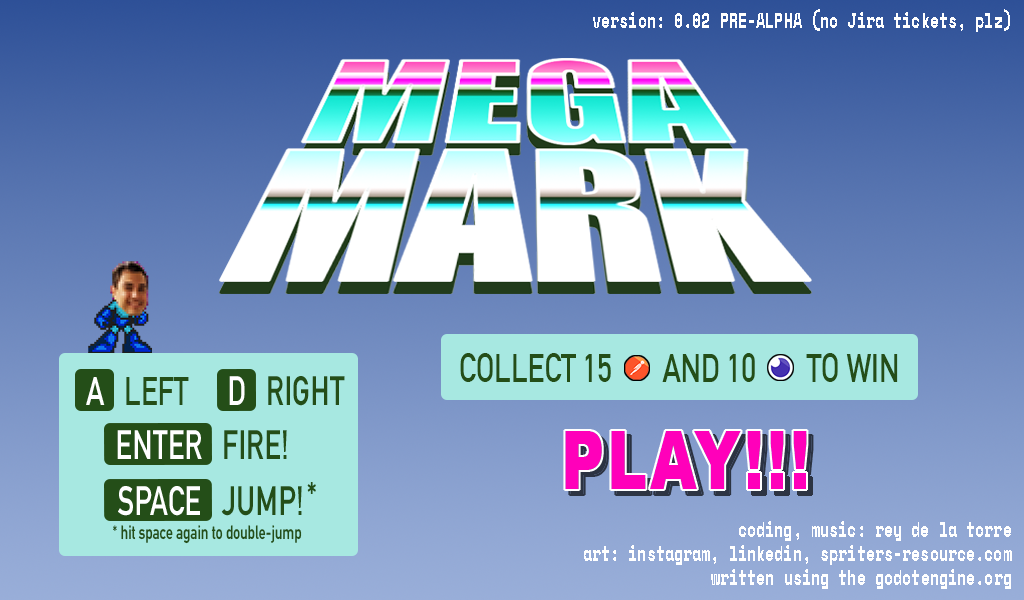 version: 0.02 PRE-ALPHA (no Jira tickets, plz)
MEGA
MARK
A LEFT D RIGHT
ENTER FIRE!
SPACE JUMP!*
* hit space again to double-jump
COLLECT 15 AND 10 TO WIN
PLAY!!!
coding, music: rey de la torre
art: instagram, linkedin, spriters-resource.com
written using the godotengine.org